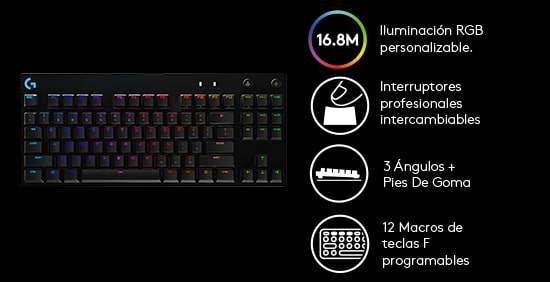 16.8M
Iluminación RGB
personalizable.
Interruptores
profesionales
intercambiables
3 Ángulos +
Pies De Goma
12 Macros de
teclas F
programables